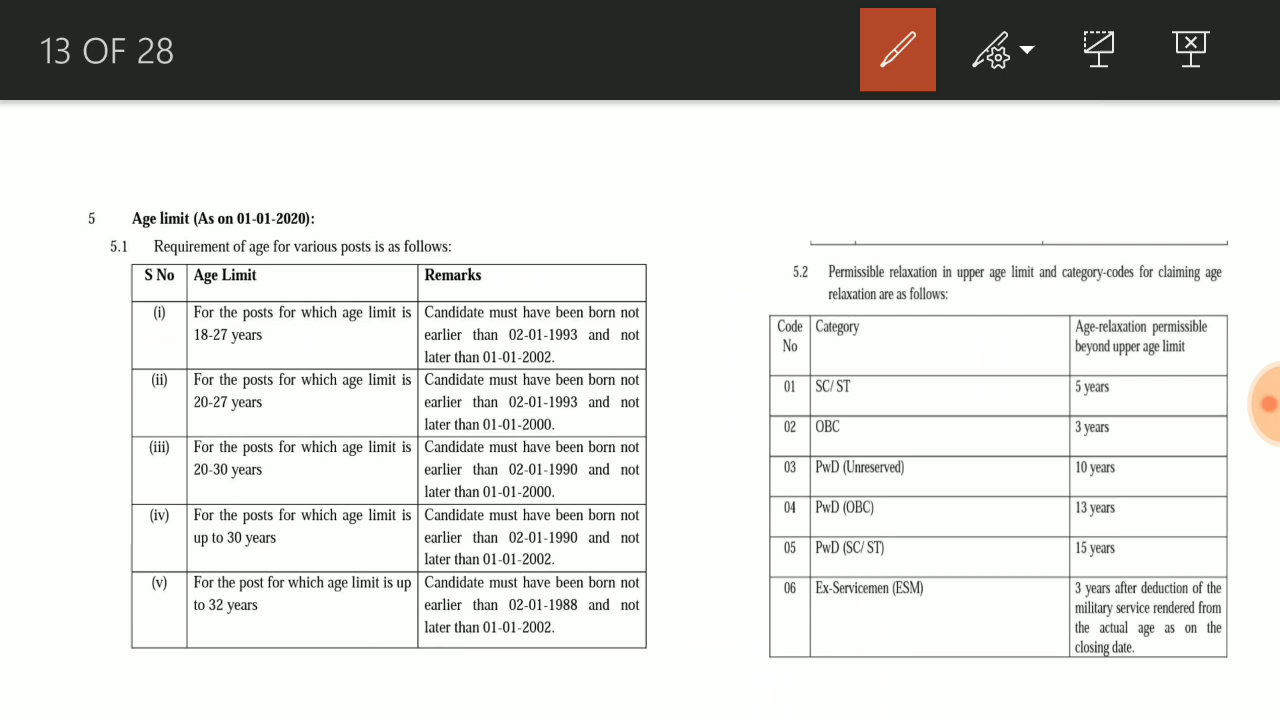 13 OF 28
5 Age limit (As on 01-01-2020):
5.1 Requirement of age for various posts is as follows:
S No Age Limit Remarks
(i) For the posts for which age limit is Candidate must have been born not
18-27 years earlier than 02-01-1993 and not
later than 01-01-2002.
(ii) For the posts for which age limit is Candidate must have been born not
20-27 years earlier than 02-01-1993 and not
later than 01-01-2000.
(iii) For the posts for which age limit is Candidate must have been born not
20-30 years earlier than 02-01-1990 and not
later than 01-01-2000.
(iv) For the posts for which age limit is Candidate must have been born not
up to 30 years earlier than 02-01-1990 and not
later than 01-01-2002.
(v) For the post for which age limit is up Candidate must have been born not
to 32 years earlier than 02-01-1988 and not
later than 01-01-2002.
5.2 Permissible relaxation in upper age limit and category-codes for claiming age
relaxation are as follows:
Code Category Age-relaxation permissible
No beyond upper age limit
01 SC/ ST 5 years
02 OBC 3 years
03 PwD (Unreserved) 10 years
04 PwD (OBC) 13 years
05 PwD (SC/ ST) 15 years
06 Ex-Servicemen (ESM) 3 years after deduction of the
military service rendered from
the actual age as on the
closing date.